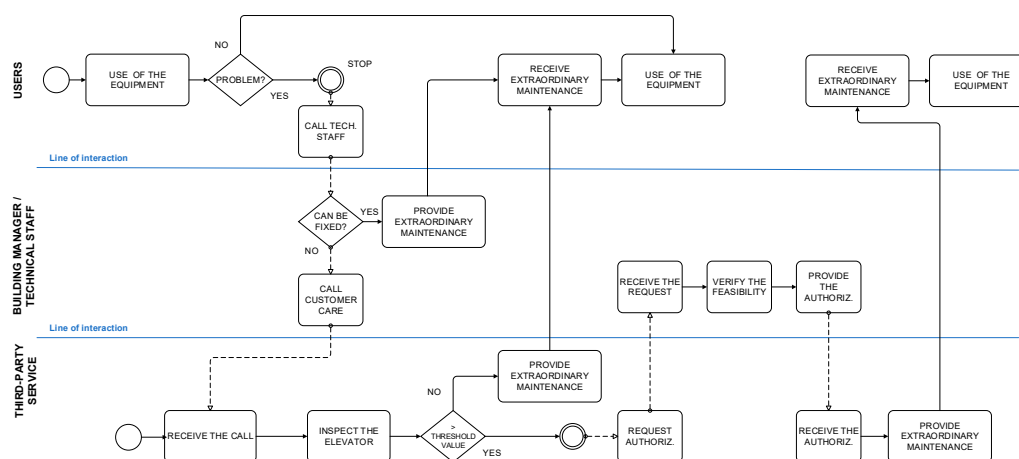 USERS
NO
STOP
USE OF THE
EQUIPMENT
PROBLEM?
YES
RECEIVE
EXTRAORDINARY
MAINTENANCE
USE OF THE
EQUIPMENT
RECEIVE
EXTRAORDINARY
MAINTENANCE
USE OF THE
EQUIPMENT
CALL TECH.
STAFF
Line of interaction
BUILDING MANAGER /
TECHNICAL STAFF
CAN BE
FIXED?
YES
NO
PROVIDE
EXTRAORDINARY
MAINTENANCE
CALL
CUSTOMER
CARE
RECEIVE THE
REQUEST
VERIFY THE
FEASIBILITY
PROVIDE
THE
AUTHORIZ.
Line of interaction
THIRD-PARTY
SERVICE
PROVIDE
EXTRAORDINARY
MAINTENANCE
NO
RECEIVE THE CALL
INSPECT THE
ELEVATOR
>
THRESHOLD
VALUE
YES
REQUEST
AUTHORIZ.
RECEIVE THE
AUTHORIZ.
PROVIDE
EXTRAORDINARY
MAINTENANCE